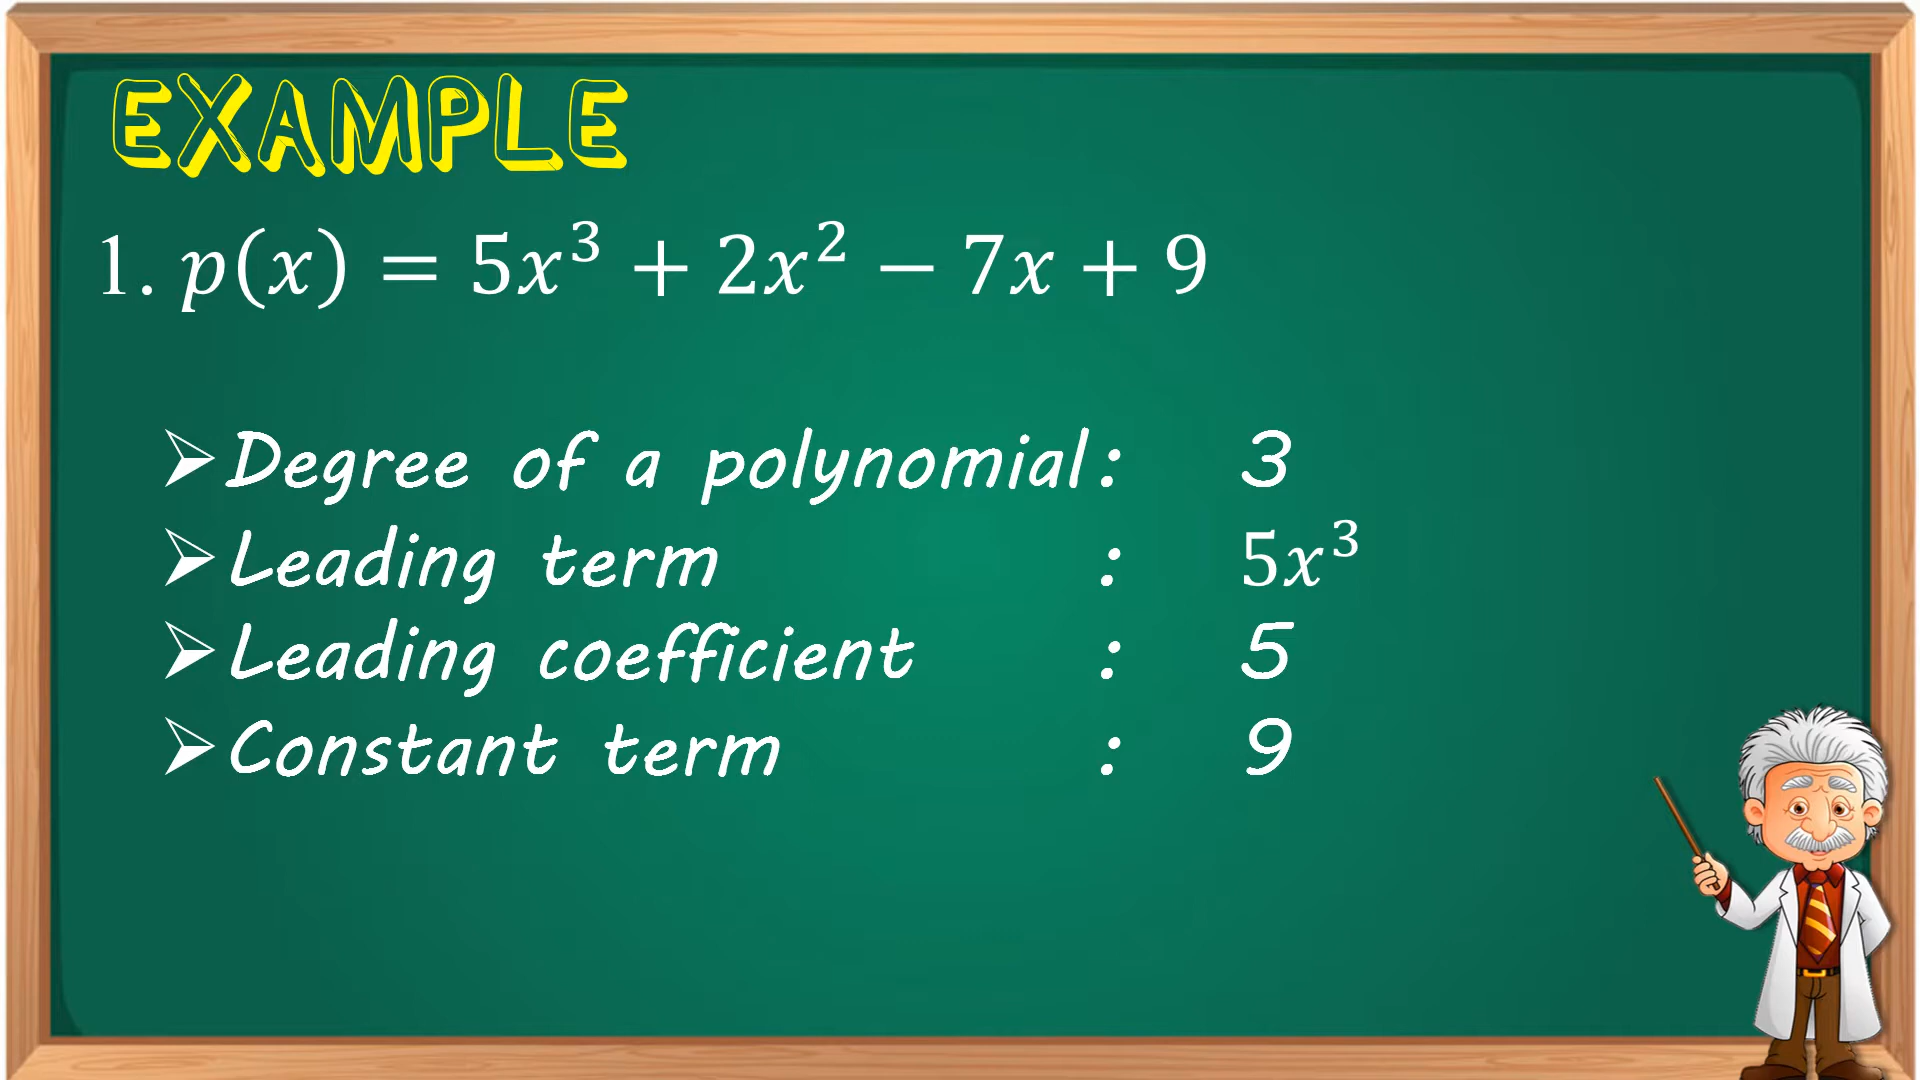 EXAMPLE
1. p(x) = 5x³ + 2x² − 7x + 9
➢Degree of a polynomial: 3
➢Leading term : 5x³
➢Leading coefficient : 5
➢Constant term : 9